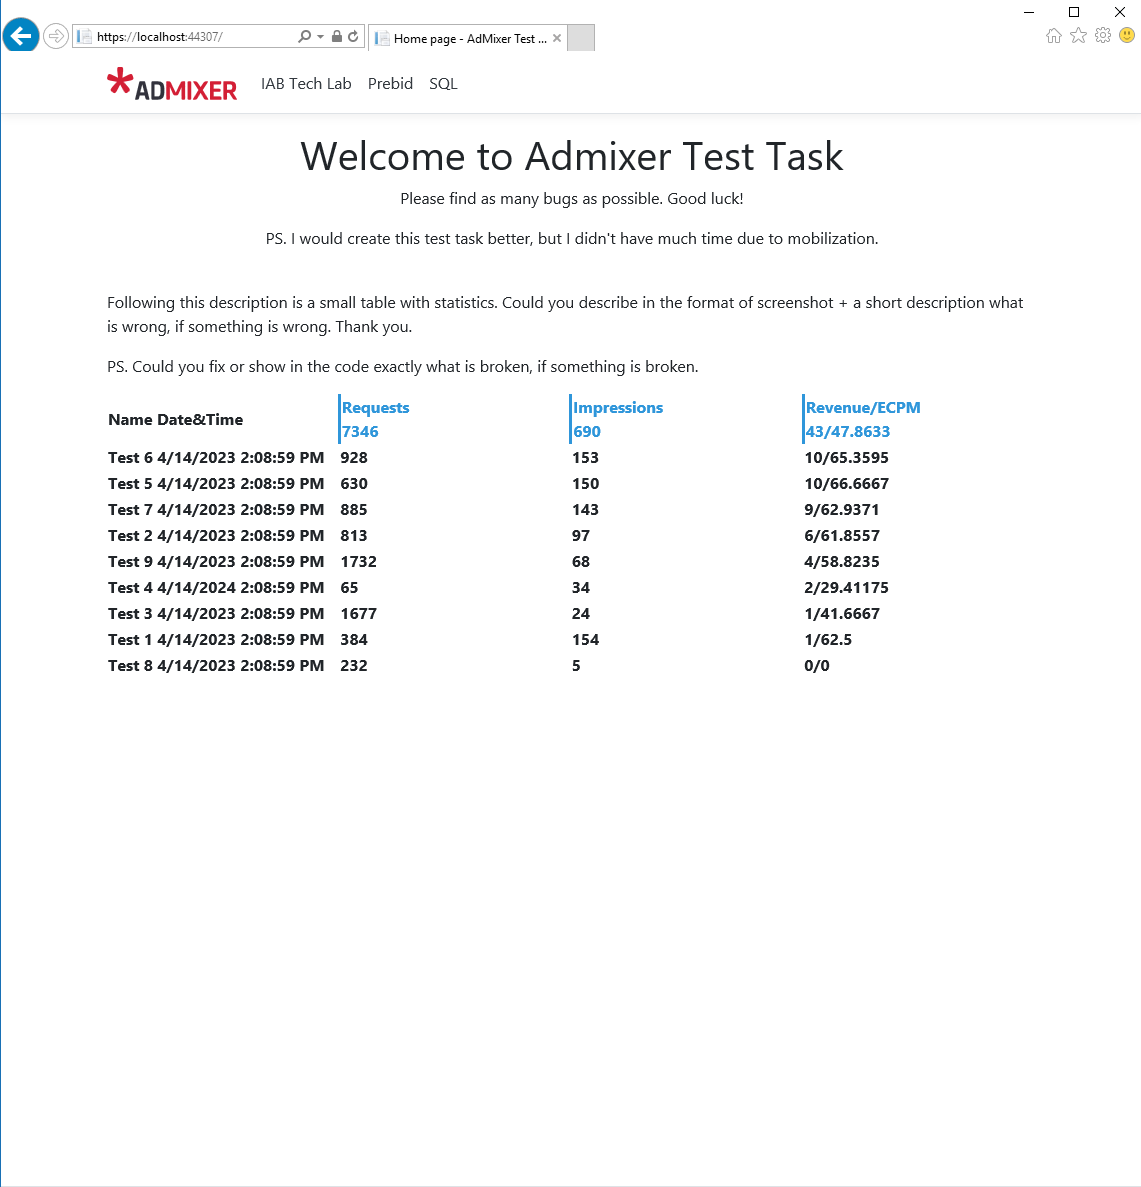 https://localhost:44307/
Home page - AdMixer Test ...
ADMIXER IAB Tech Lab Prebid SQL
Welcome to Admixer Test Task
Please find as many bugs as possible. Good luck!
PS. I would create this test task better, but I didn't have much time due to mobilization.
Following this description is a small table with statistics. Could you describe in the format of screenshot + a short description what
is wrong, if something is wrong. Thank you.
PS. Could you fix or show in the code exactly what is broken, if something is broken.
Name Date&Time Requests 7346 Impressions 690 Revenue/ECPM 43/47.8633
Test 6 4/14/2023 2:08:59 PM 928 153 10/65.3595
Test 5 4/14/2023 2:08:59 PM 630 150 10/66.6667
Test 7 4/14/2023 2:08:59 PM 885 143 9/62.9371
Test 2 4/14/2023 2:08:59 PM 813 97 6/61.8557
Test 9 4/14/2023 2:08:59 PM 1732 68 4/58.8235
Test 4 4/14/2024 2:08:59 PM 65 34 2/29.41175
Test 3 4/14/2023 2:08:59 PM 1677 24 1/41.6667
Test 1 4/14/2023 2:08:59 PM 384 154 1/62.5
Test 8 4/14/2023 2:08:59 PM 232 5 0/0